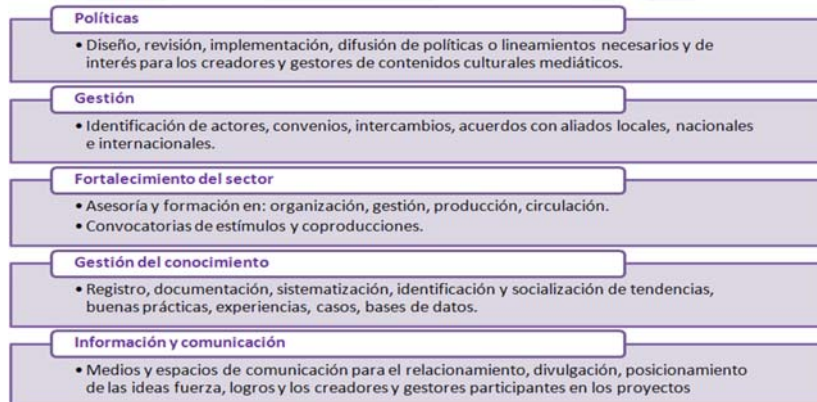 Políticas
• Diseño, revisión, implementación, difusión de políticas o lineamientos necesarios y de
interés para los creadores y gestores de contenidos culturales mediáticos.
Gestión
• Identificación de actores, convenios, intercambios, acuerdos con aliados locales, nacionales
e internacionales.
Fortalecimiento del sector
• Asesoría y formación en: organización, gestión, producción, circulación.
• Convocatorias de estímulos y coproducciones.
Gestión del conocimiento
• Registro, documentación, sistematización, identificación y socialización de tendencias,
buenas prácticas, experiencias, casos, bases de datos.
Información y comunicación
• Medios y espacios de comunicación para el relacionamiento, divulgación, posicionamiento
de las ideas fuerza, logros y los creadores y gestores participantes en los proyectos